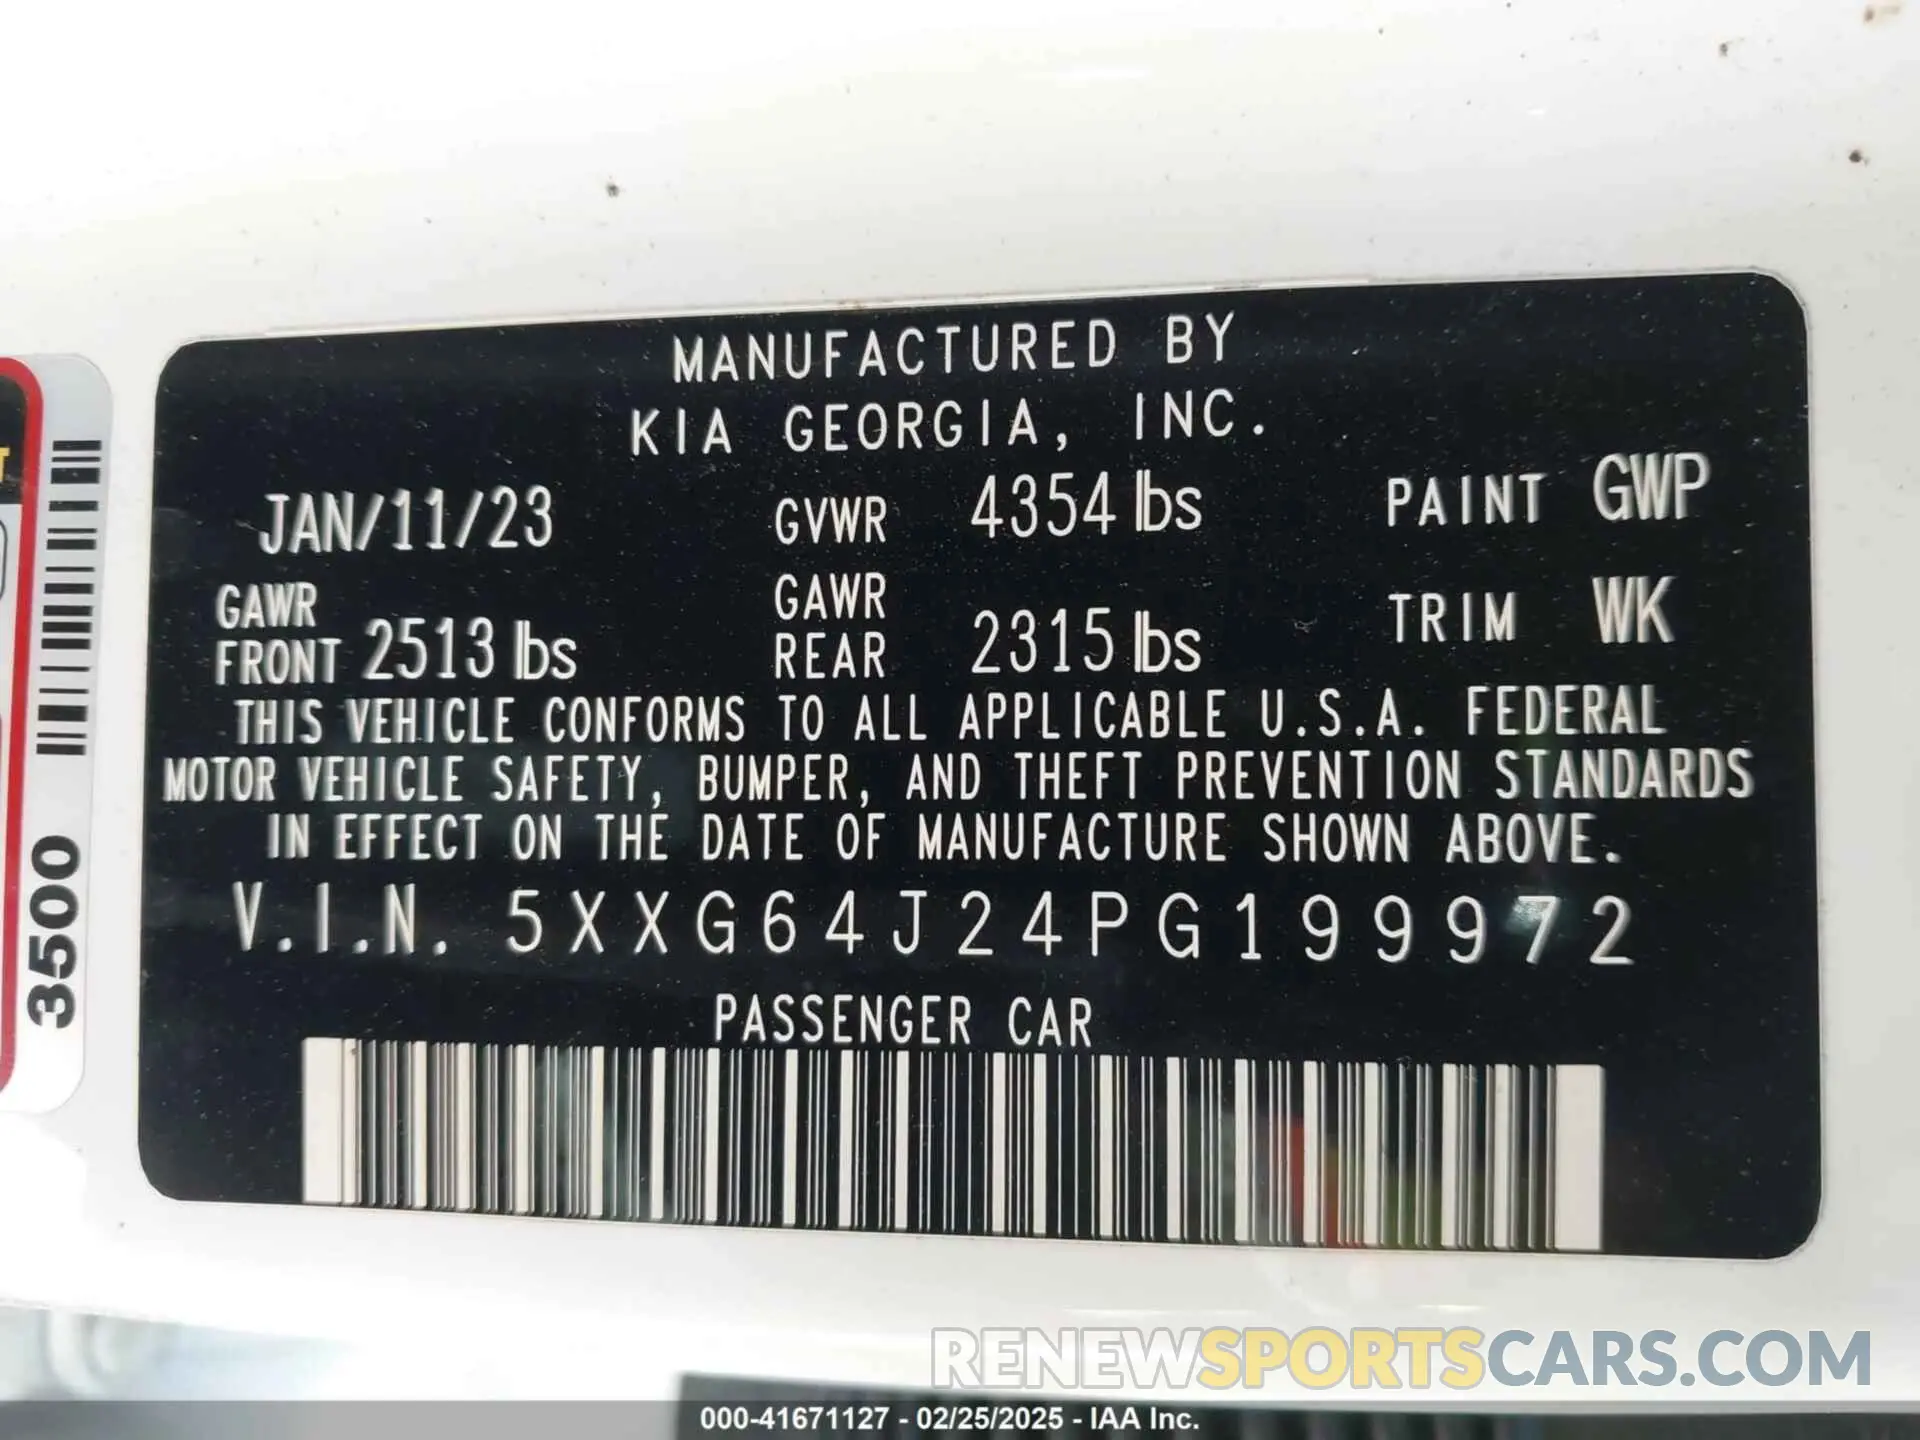 MANUFACTURED BY
KIA GEORGIA, INC.
JAN/11/23 GVWR 4354 lbs PAINT GWP
GAWR FRONT 2513 lbs GAWR REAR 2315 lbs TRIM WK
THIS VEHICLE CONFORMS TO ALL APPLICABLE U.S.A. FEDERAL
MOTOR VEHICLE SAFETY, BUMPER, AND THEFT PREVENTION STANDARDS
IN EFFECT ON THE DATE OF MANUFACTURE SHOWN ABOVE.
V.I.N. 5XXG64J24PG199972
PASSENGER CAR
3500
RENEWSPORTSCARS.COM
000-41671127 - 02/25/2025 - IAA Inc.